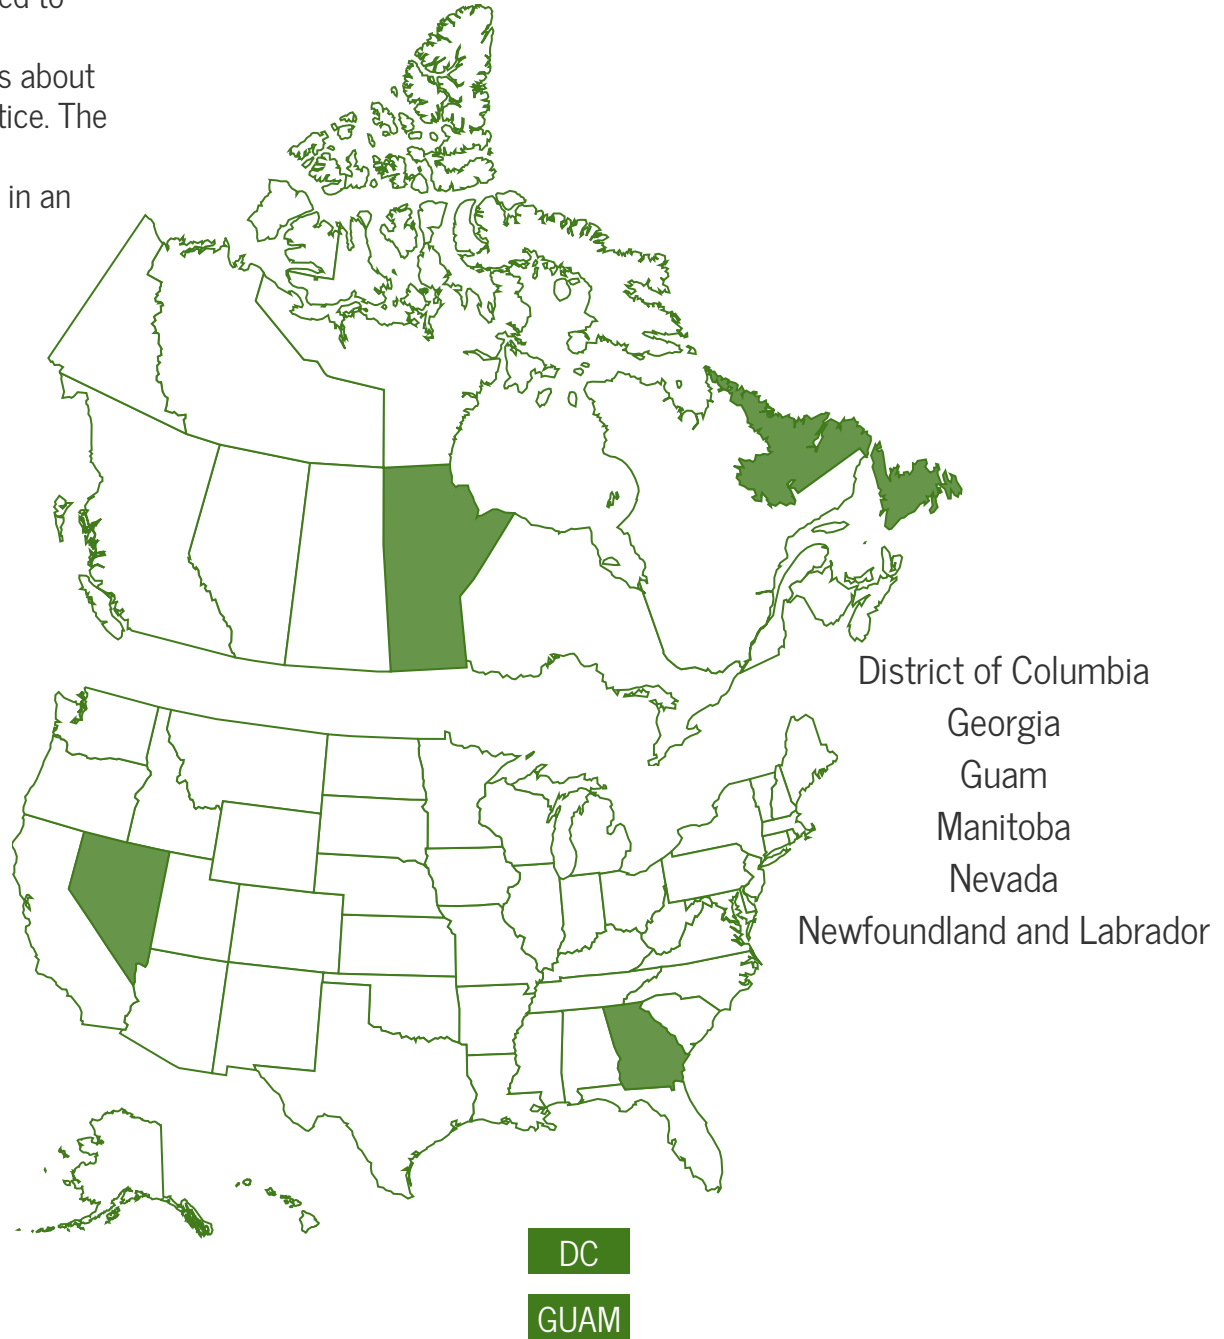 s about
tice. The
in an
District of Columbia
Georgia
Guam
Manitoba
Nevada
Newfoundland and Labrador
DC
GUAM